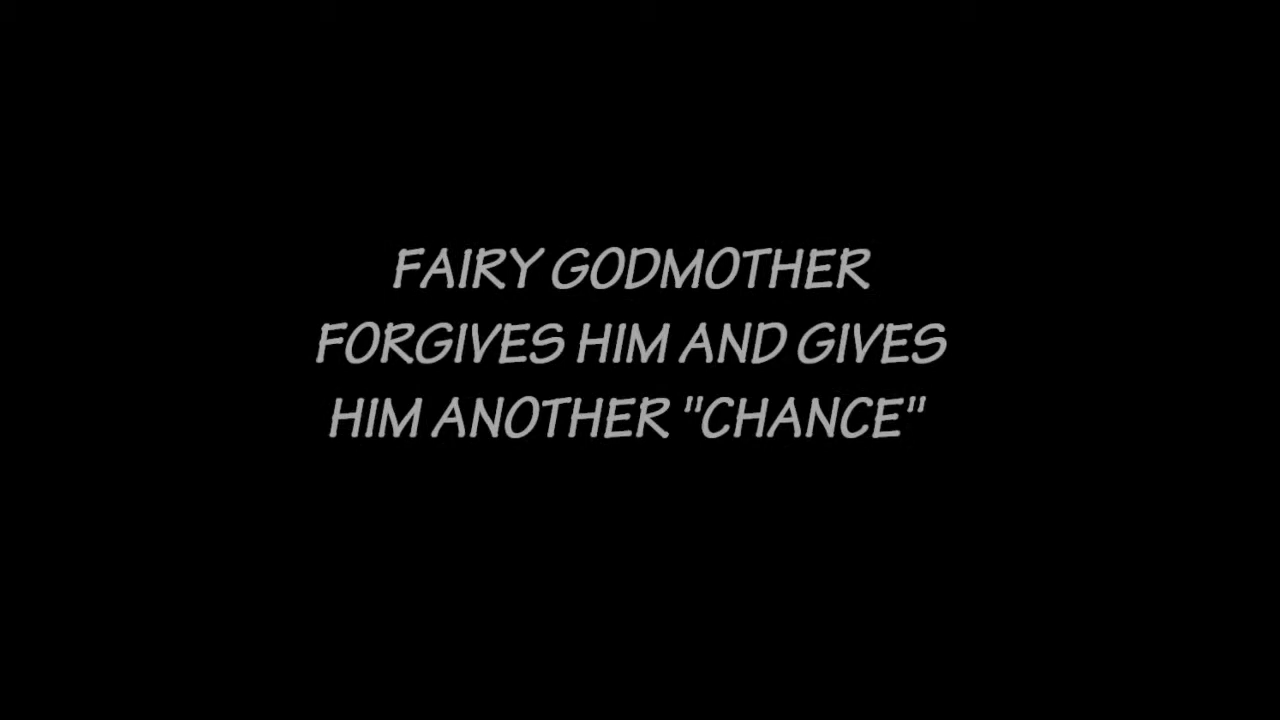 FAIRY GODMOTHER
FORGIVES HIM AND GIVES
HIM ANOTHER "CHANCE"